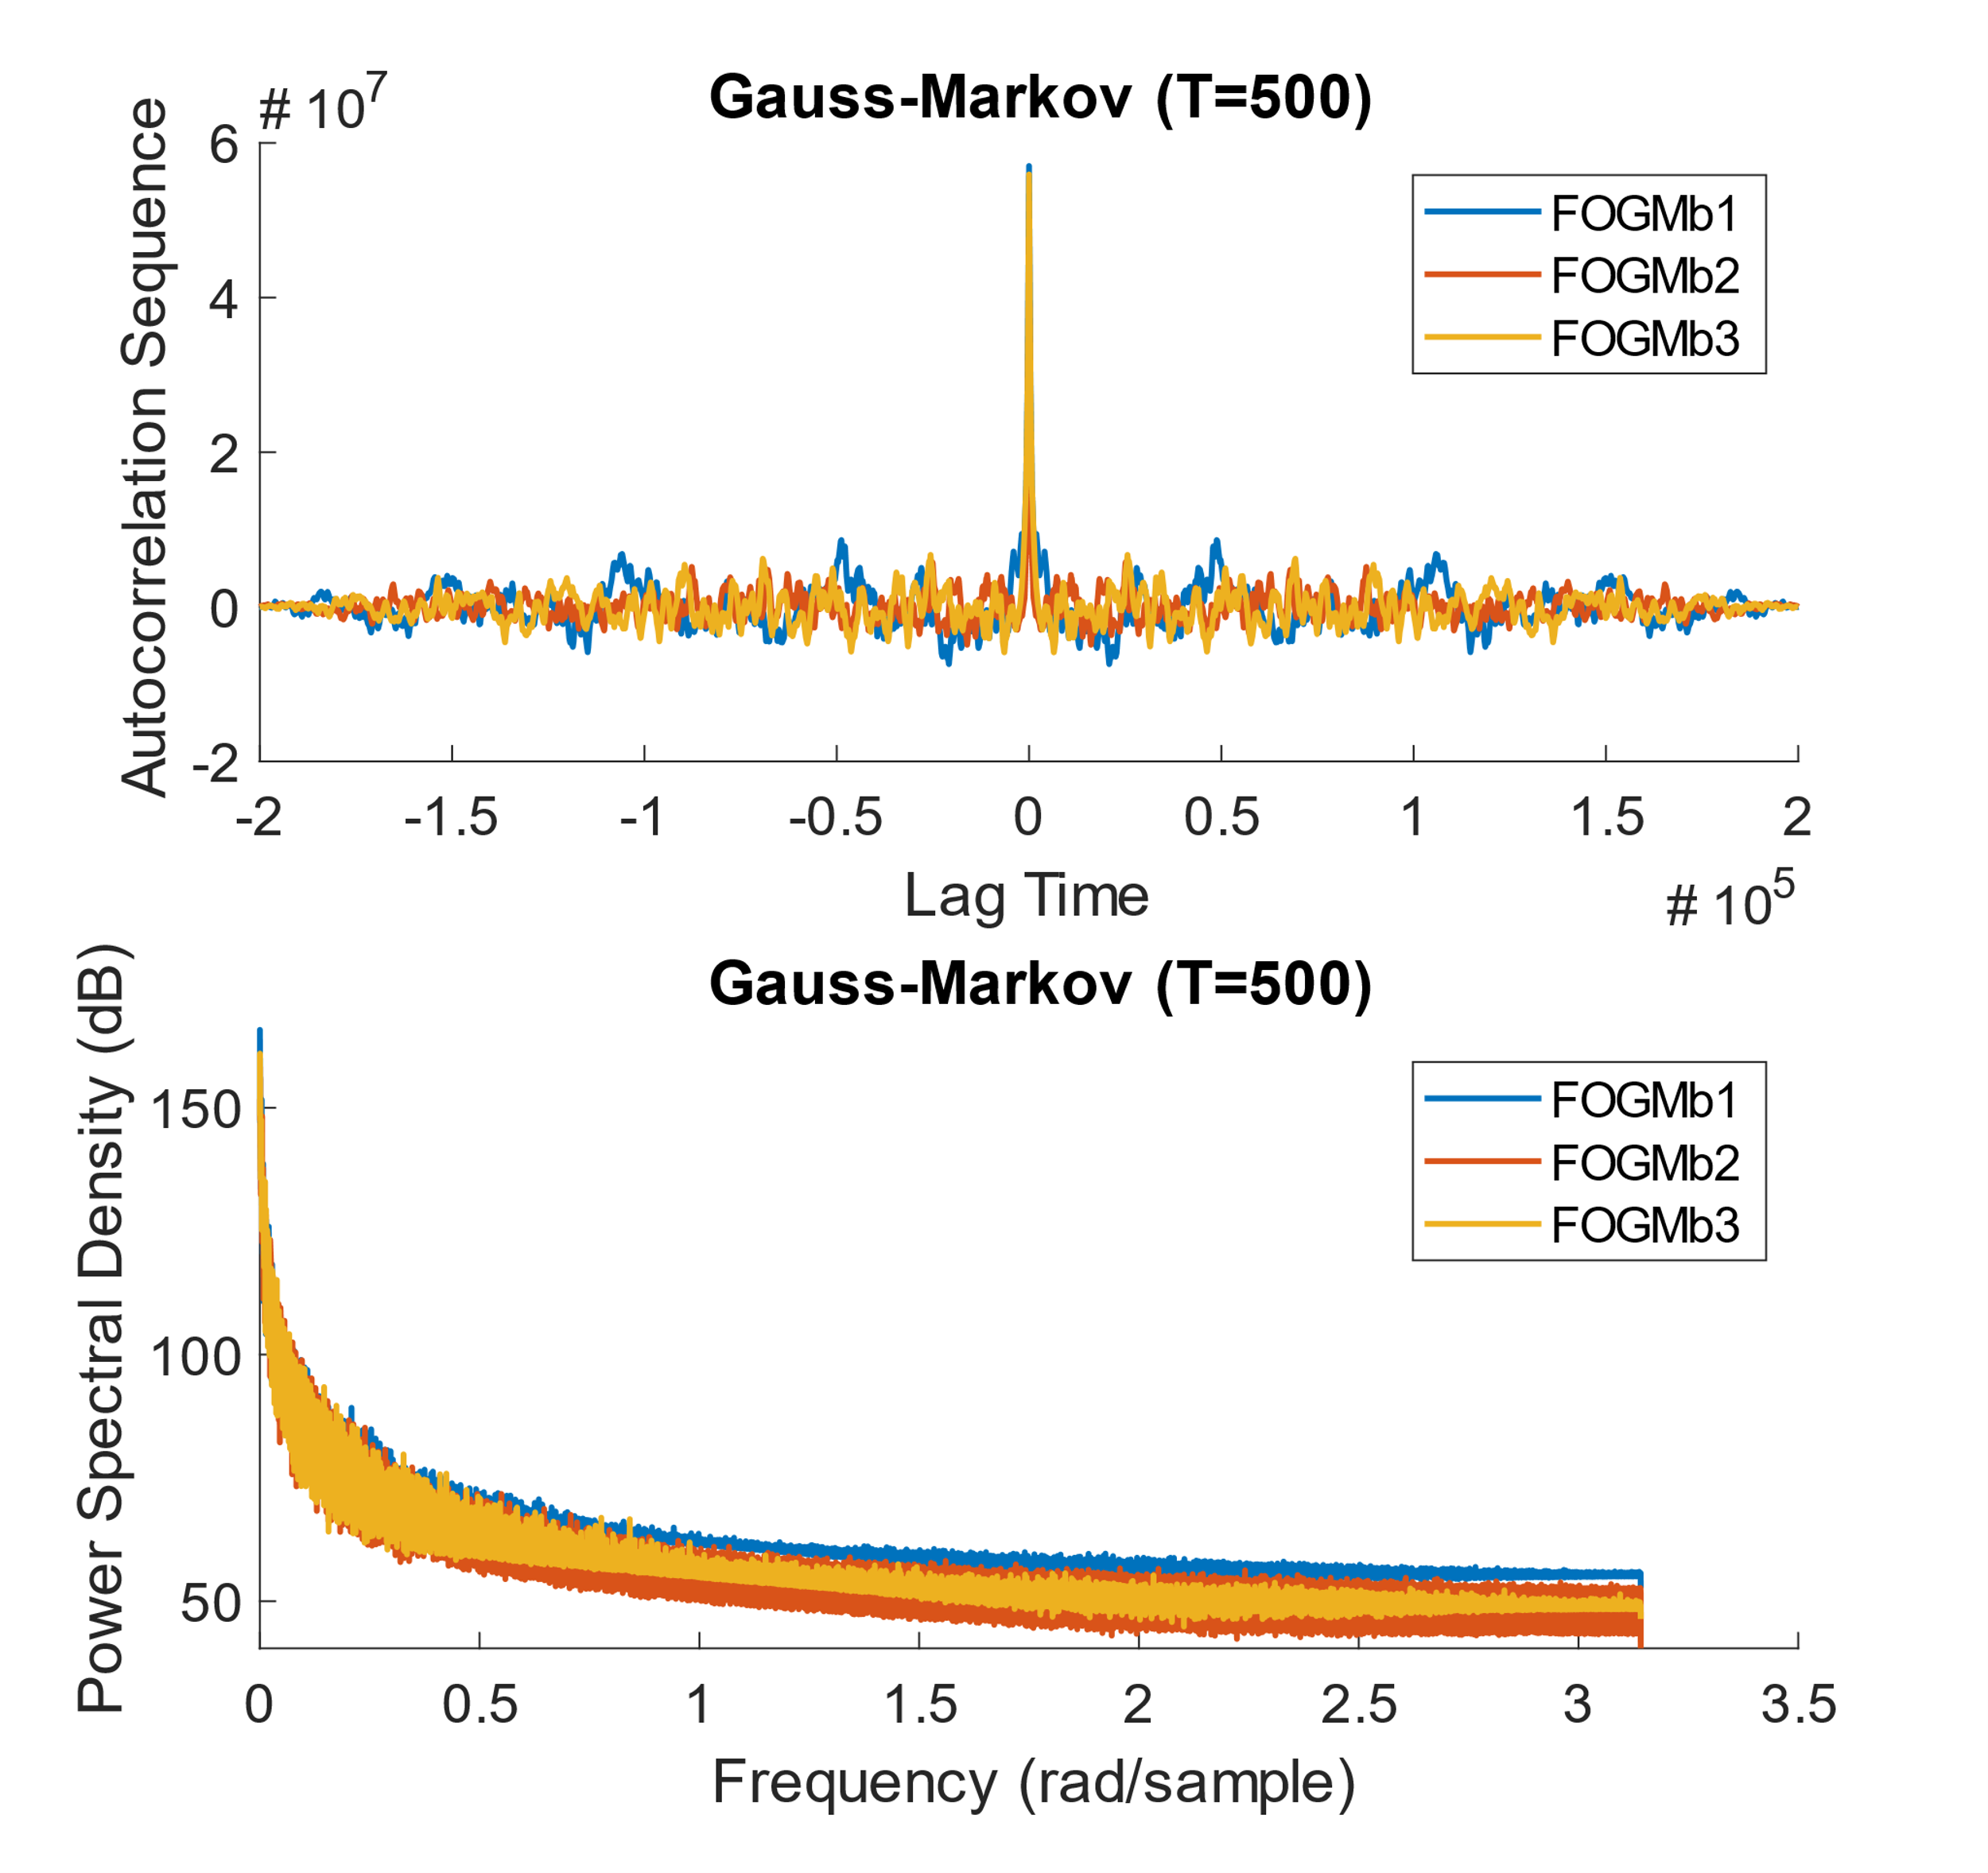 # 10^7
Gauss-Markov (T=500)
Autocorrelation Sequence
6
4
2
0
-2
FOGMb1
FOGMb2
FOGMb3
-2 -1.5 -1 -0.5 0 0.5 1 1.5 2
Lag Time
# 10^5
Gauss-Markov (T=500)
Power Spectral Density (dB)
150
100
50
FOGMb1
FOGMb2
FOGMb3
0 0.5 1 1.5 2 2.5 3 3.5
Frequency (rad/sample)